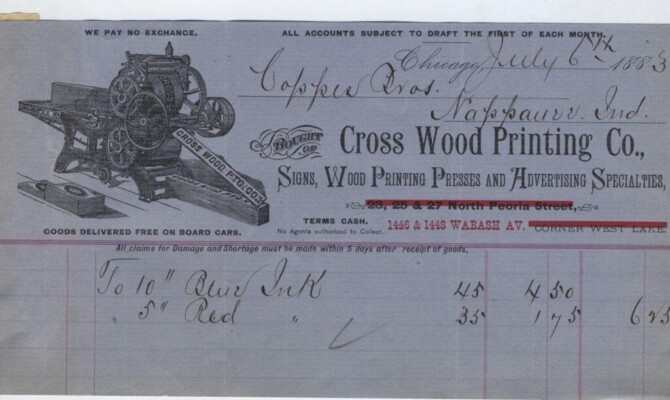 WE PAY NO EXCHANGE.
ALL ACCOUNTS SUBJECT TO DRAFT THE FIRST OF EACH MONTH.
Chicago, July 6th 1883
Coppes Bros.
Nappanee. Ind.
BOUGHT OF
Cross Wood Printing Co.,
SIGNS, WOOD PRINTING PRESSES AND ADVERTISING SPECIALTIES,
CROSS WOOD PTG. CO'S
25 & 27 North Peoria Street,
TERMS CASH.
1446 & 1448 WABASH AV.
CORNER WEST LAKE.
GOODS DELIVERED FREE ON BOARD CARS.
No Agents authorized to Collect.
All claims for Damage and Shortage must be made within 5 days after receipt of goods,
To 10 " Blue Ink 45 4 50
" 5 " Red " 35 1 75 6 25